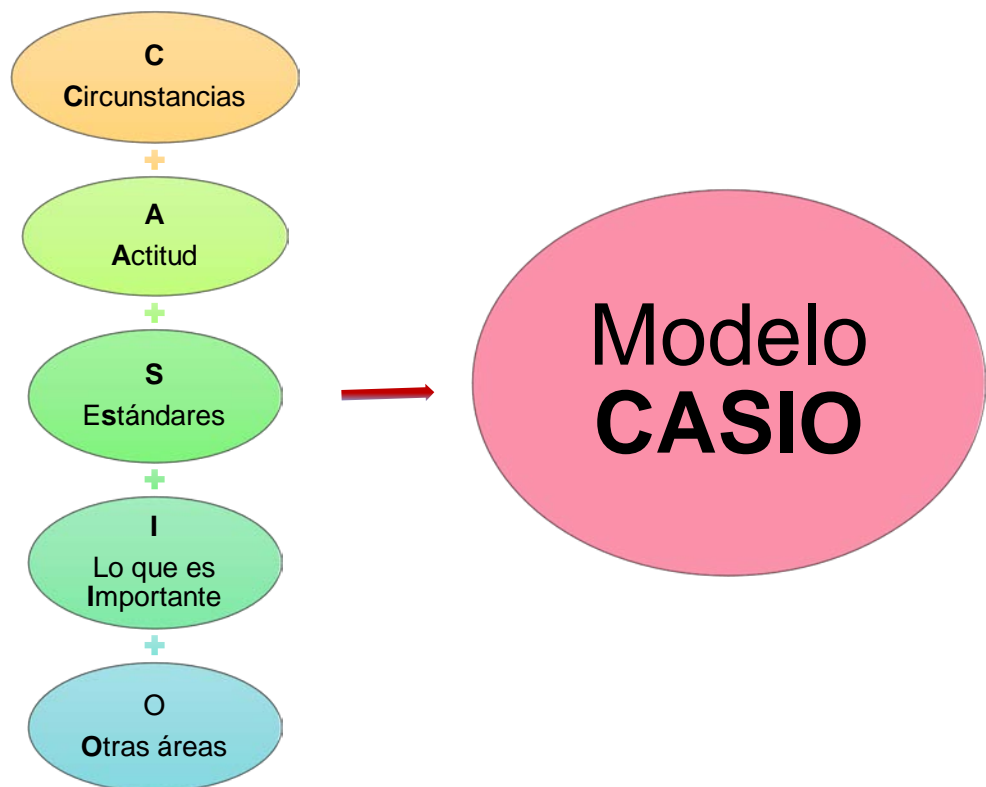 C
Circunstancias
A
Actitud
S
Estándares
I
Lo que es
Importante
O
Otras áreas
Modelo
CASIO